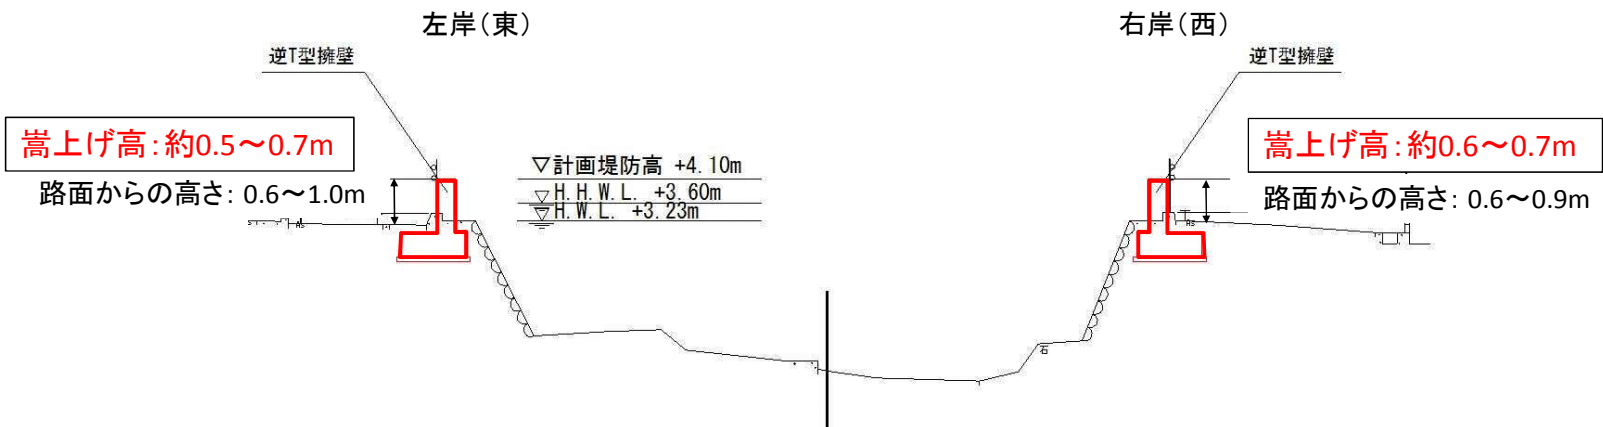 左岸(東)
右岸(西)
逆T型擁壁
逆T型擁壁
嵩上げ高:約0.5～0.7m
路面からの高さ: 0.6～1.0m
▽計画堤防高 +4.10m
▽H.H.W.L. +3.60m
▽H.W.L. +3.23m
嵩上げ高:約0.6～0.7m
路面からの高さ: 0.6～0.9m
As
As
石